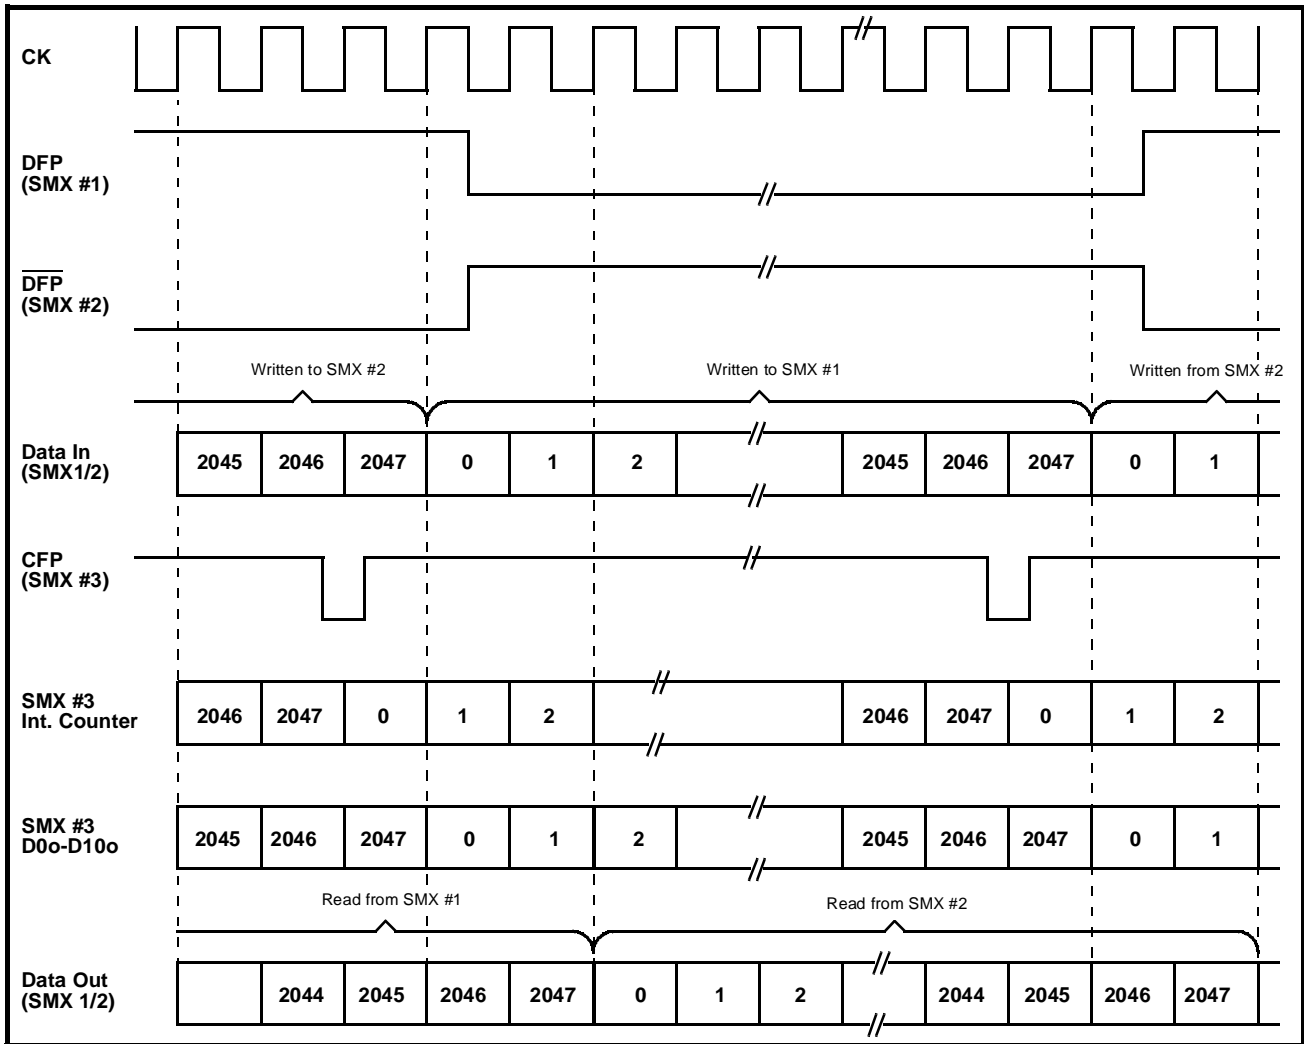 CK
DFP
(SMX #1)
DFP
(SMX #2)
Written to SMX #2
Written to SMX #1
Written from SMX #2
Data In
(SMX1/2)
2045 2046 2047 0 1 2 2045 2046 2047 0 1
CFP
(SMX #3)
SMX #3
Int. Counter
2046 2047 0 1 2 2046 2047 0 1 2
SMX #3
D0o-D10o
2045 2046 2047 0 1 2 2045 2046 2047 0 1
Read from SMX #1
Read from SMX #2
Data Out
(SMX 1/2)
2044 2045 2046 2047 0 1 2 2044 2045 2046 2047